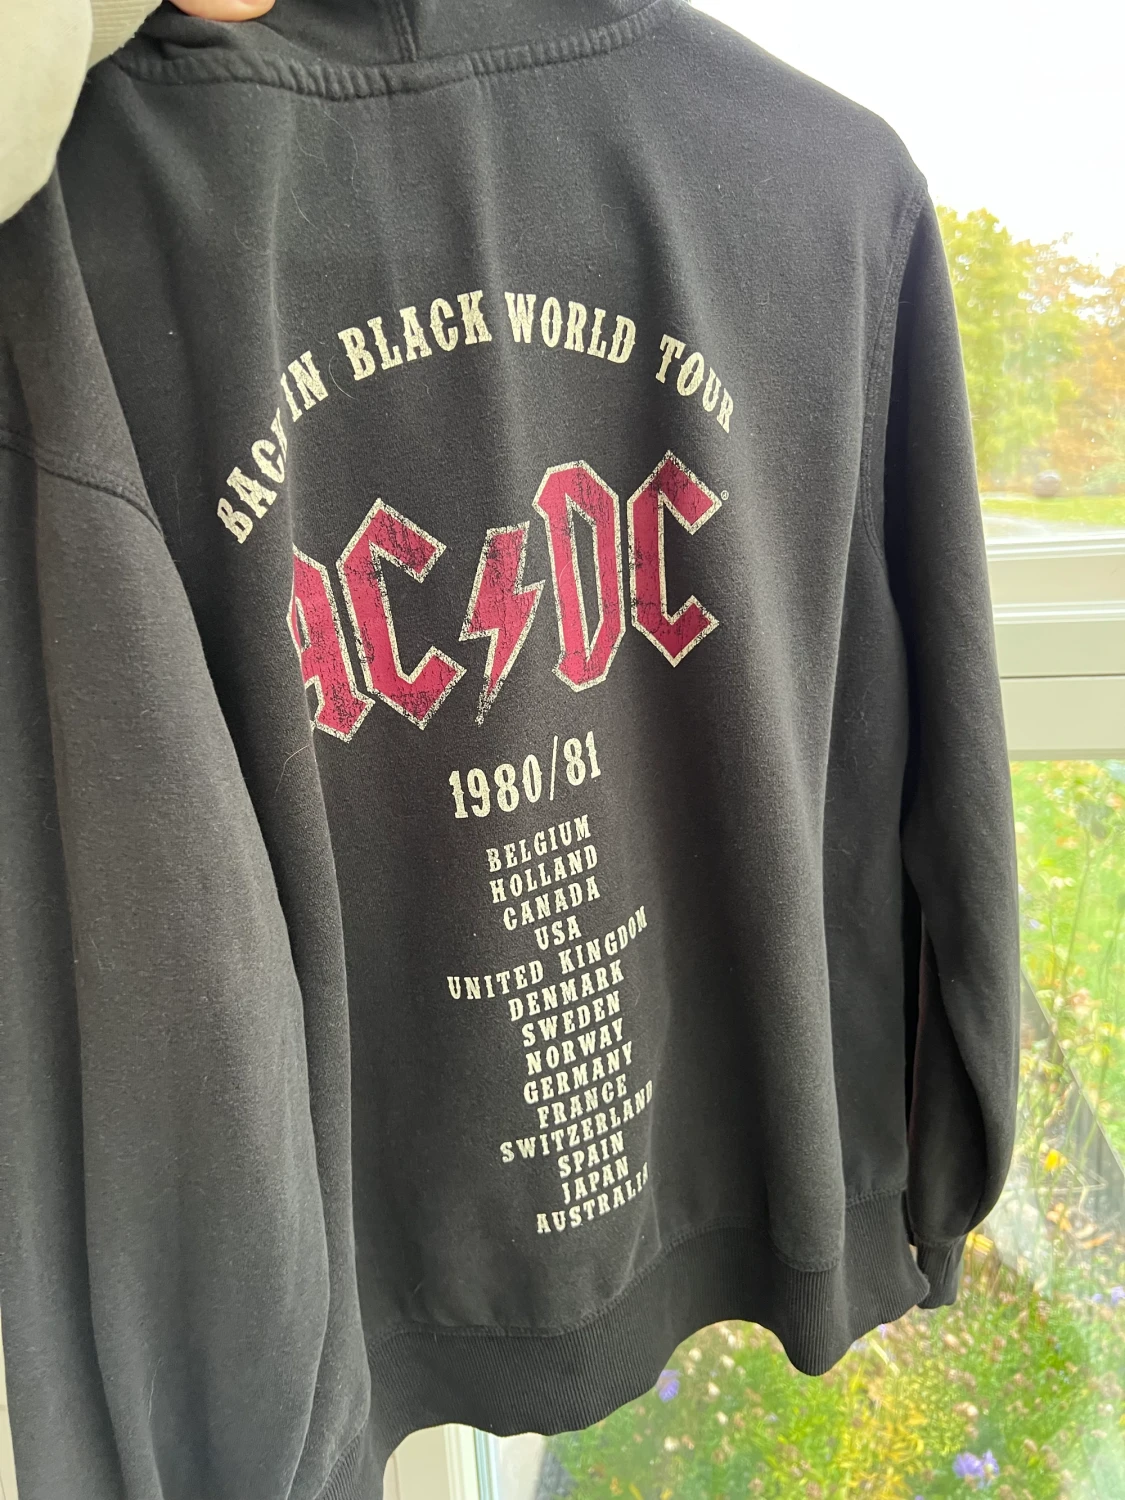 BACK IN BLACK WORLD TOUR
AC/DC®
1980/81
BELGIUM
HOLLAND
CANADA
USA
UNITED KINGDOM
DENMARK
SWEDEN
NORWAY
GERMANY
FRANCE
SWITZERLAND
SPAIN
JAPAN
AUSTRALIA